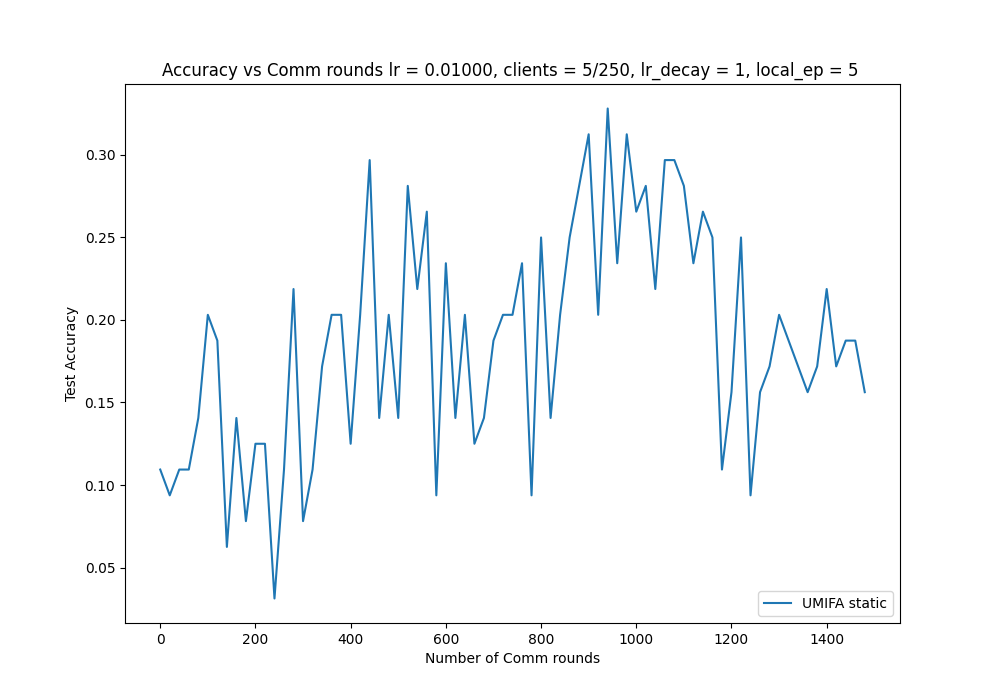 Accuracy vs Comm rounds lr = 0.01000, clients = 5/250, lr_decay = 1, local_ep = 5
Test Accuracy
0.30
0.25
0.20
0.15
0.10
0.05
UMIFA static
0 200 400 600 800 1000 1200 1400
Number of Comm rounds